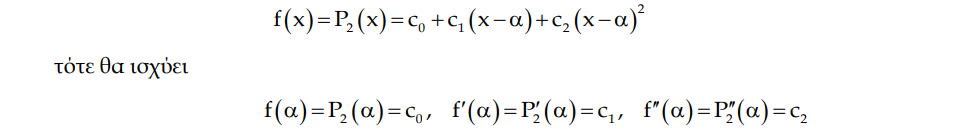 f(x)=P₂(x)=c₀+c₁(x−α)+c₂(x−α)²
τότε θα ισχύει
f(α)=P₂(α)=c₀, f′(α)=P₂′(α)=c₁, f″(α)=P₂″(α)=c₂